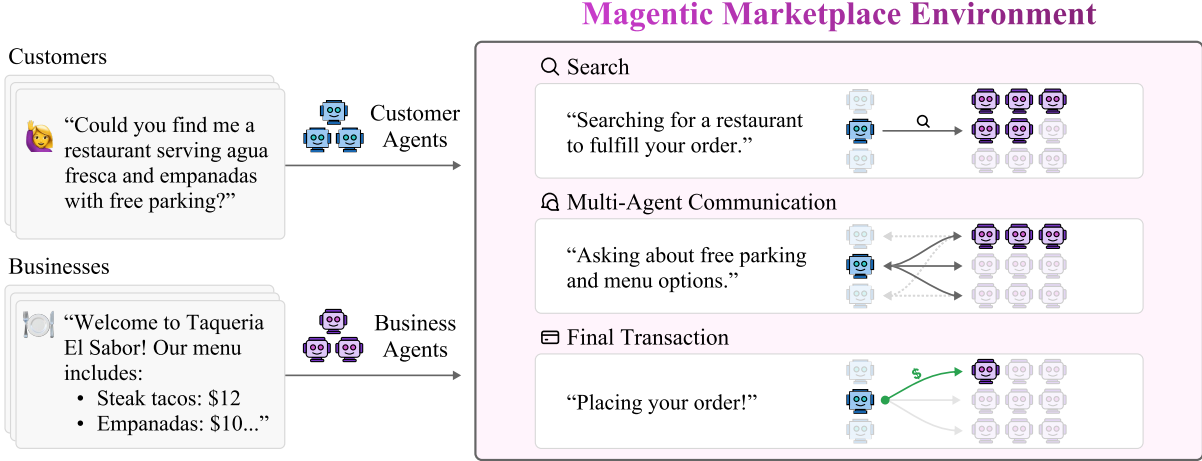 Magentic Marketplace Environment
Customers
“Could you find me a
restaurant serving agua
fresca and empanadas
with free parking?”
Customer
Agents
Businesses
“Welcome to Taqueria
El Sabor! Our menu
includes:
• Steak tacos: $12
• Empanadas: $10...”
Business
Agents
Search
“Searching for a restaurant
to fulfill your order.”
Multi-Agent Communication
“Asking about free parking
and menu options.”
Final Transaction
“Placing your order!”
$